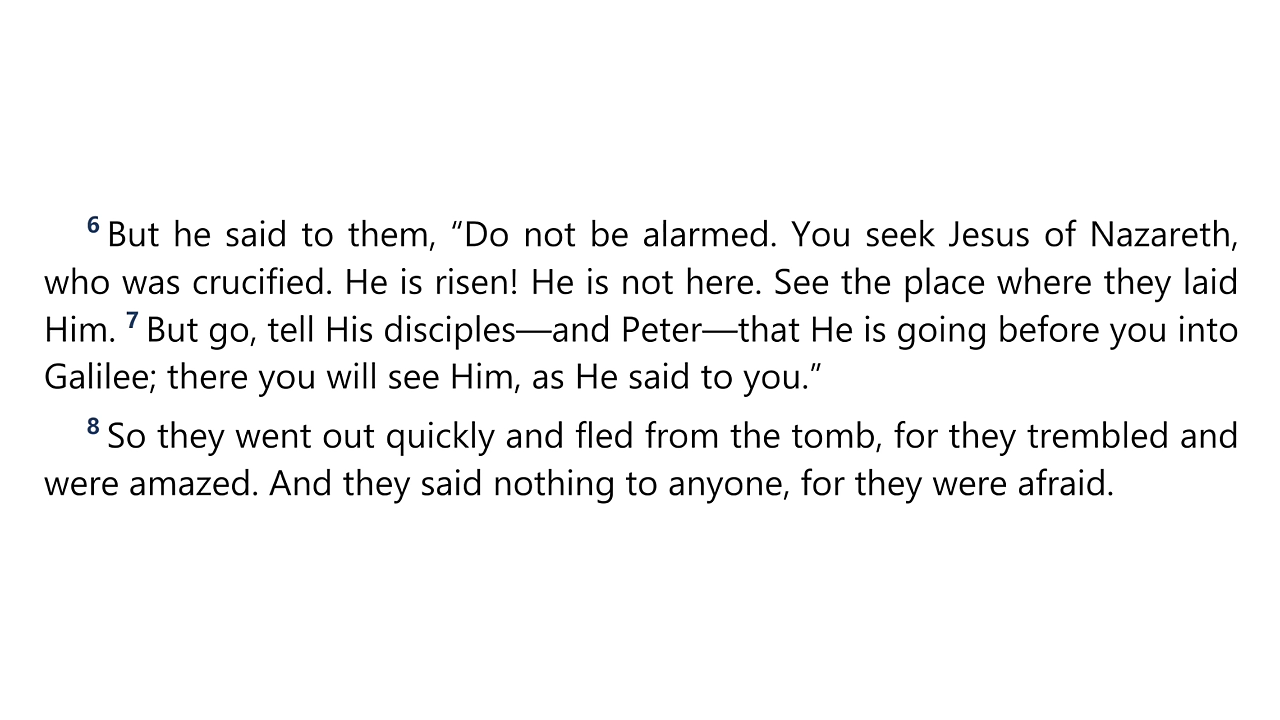 6 But he said to them, “Do not be alarmed. You seek Jesus of Nazareth,
who was crucified. He is risen! He is not here. See the place where they laid
Him. 7 But go, tell His disciples—and Peter—that He is going before you into
Galilee; there you will see Him, as He said to you.”
8 So they went out quickly and fled from the tomb, for they trembled and
were amazed. And they said nothing to anyone, for they were afraid.